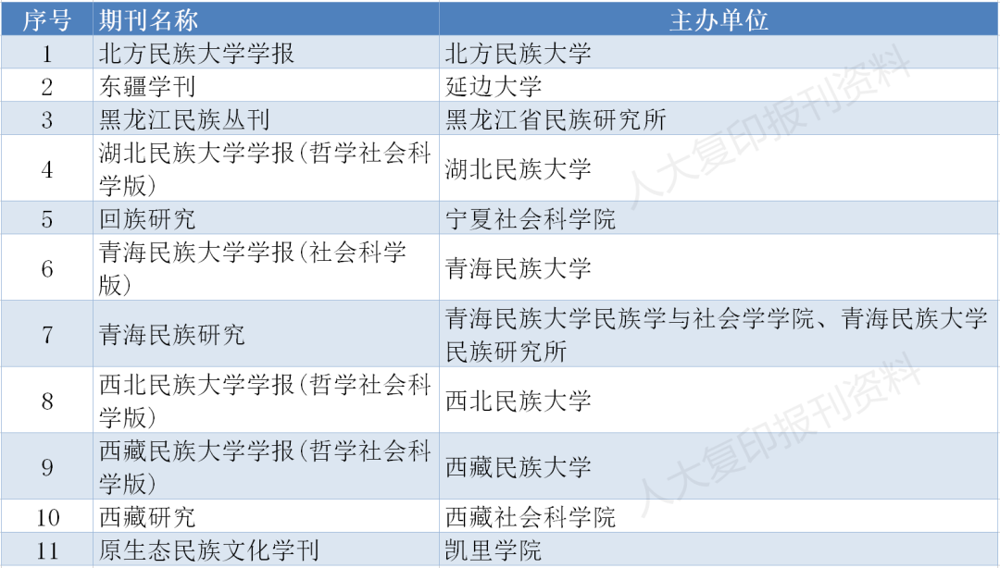 序号 期刊名称 主办单位
1 北方民族大学学报 北方民族大学
2 东疆学刊 延边大学
3 黑龙江民族丛刊 黑龙江省民族研究所
4 湖北民族大学学报(哲学社会科
学版) 湖北民族大学
5 回族研究 宁夏社会科学院
6 青海民族大学学报(社会科学
版) 青海民族大学
7 青海民族研究 青海民族大学民族学与社会学学院、青海民族大学
民族研究所
8 西北民族大学学报(哲学社会科
学版) 西北民族大学
9 西藏民族大学学报(哲学社会科
学版) 西藏民族大学
10 西藏研究 西藏社会科学院
11 原生态民族文化学刊 凯里学院
人大复印报刊资料
人大复印报刊资料